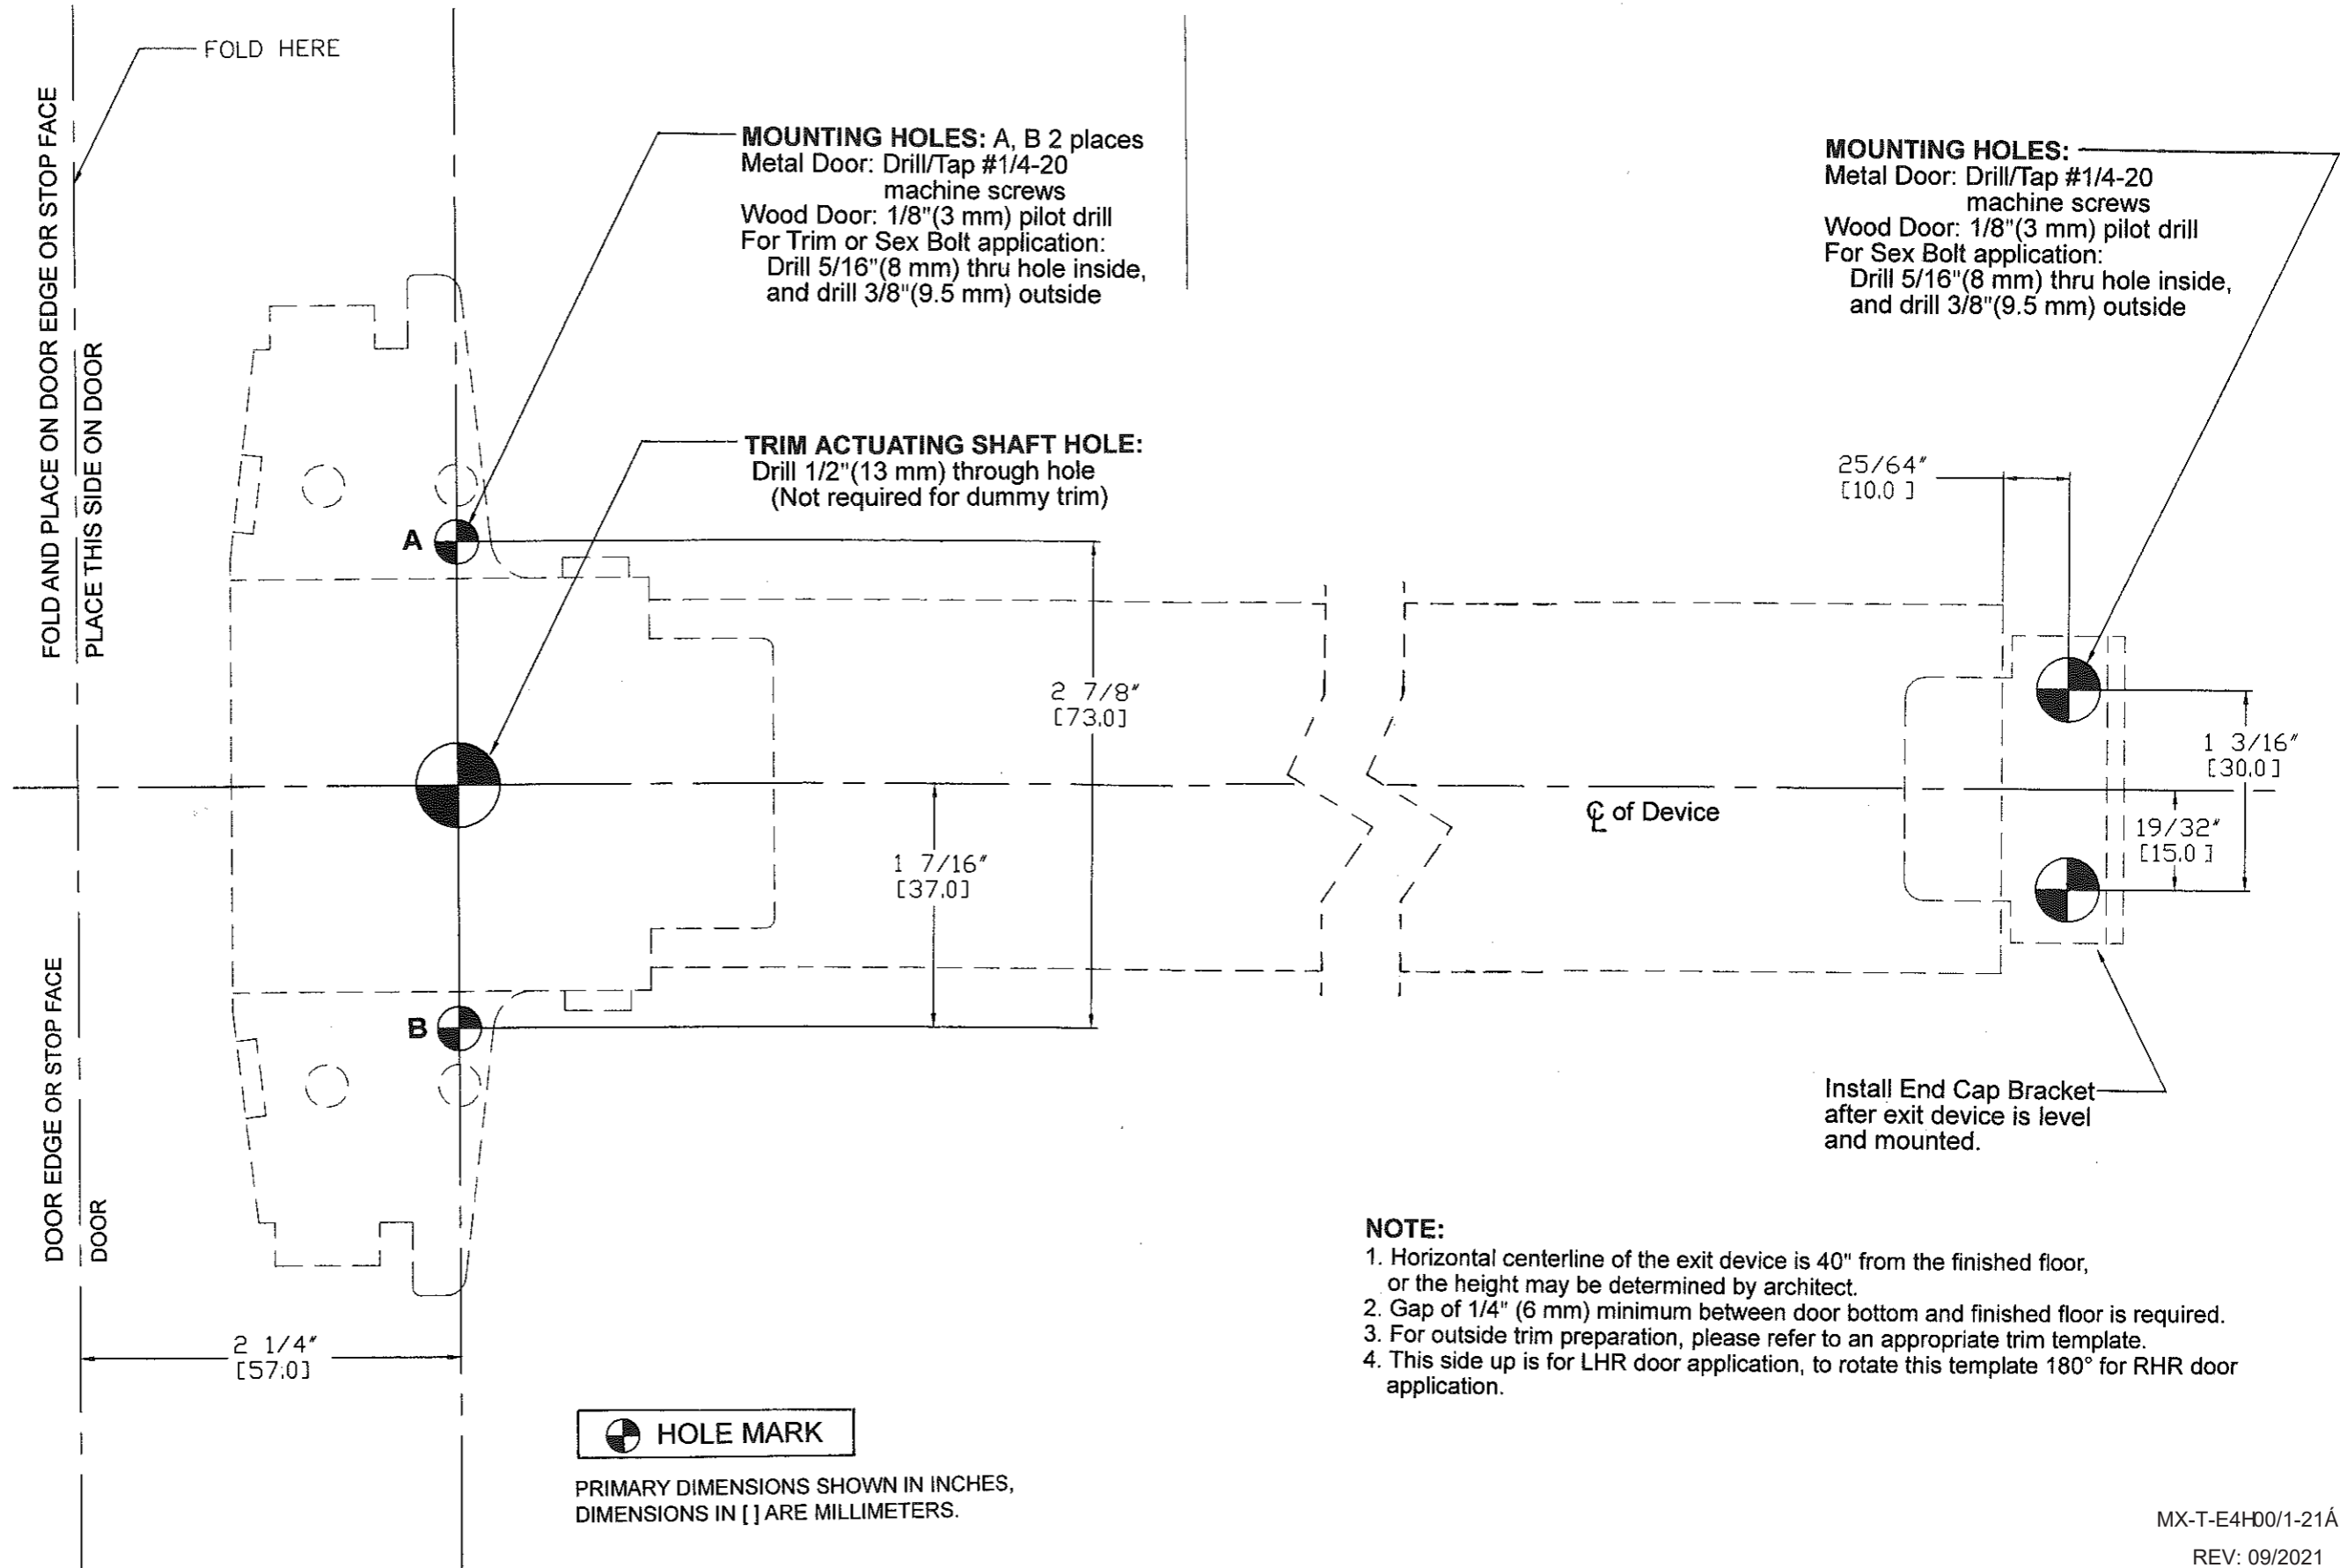 FOLD HERE
FOLD AND PLACE ON DOOR EDGE OR STOP FACE
PLACE THIS SIDE ON DOOR
MOUNTING HOLES: A, B 2 places
Metal Door: Drill/Tap #1/4-20
machine screws
Wood Door: 1/8"(3 mm) pilot drill
For Trim or Sex Bolt application:
Drill 5/16"(8 mm) thru hole inside,
and drill 3/8"(9.5 mm) outside
MOUNTING HOLES:
Metal Door: Drill/Tap #1/4-20
machine screws
Wood Door: 1/8"(3 mm) pilot drill
For Sex Bolt application:
Drill 5/16"(8 mm) thru hole inside,
and drill 3/8"(9.5 mm) outside
TRIM ACTUATING SHAFT HOLE:
Drill 1/2"(13 mm) through hole
(Not required for dummy trim)
25/64"
[10.0 ]
A
2 7/8"
[73.0]
1 3/16"
[30.0]
℄ of Device
19/32"
[15.0 ]
1 7/16"
[37.0]
B
DOOR EDGE OR STOP FACE
DOOR
Install End Cap Bracket
after exit device is level
and mounted.
NOTE:
1. Horizontal centerline of the exit device is 40" from the finished floor,
or the height may be determined by architect.
2. Gap of 1/4" (6 mm) minimum between door bottom and finished floor is required.
3. For outside trim preparation, please refer to an appropriate trim template.
4. This side up is for LHR door application, to rotate this template 180° for RHR door
application.
2 1/4"
[57.0]
HOLE MARK
PRIMARY DIMENSIONS SHOWN IN INCHES,
DIMENSIONS IN [ ] ARE MILLIMETERS.
MX-T-E4H00/1-21Á
REV: 09/2021